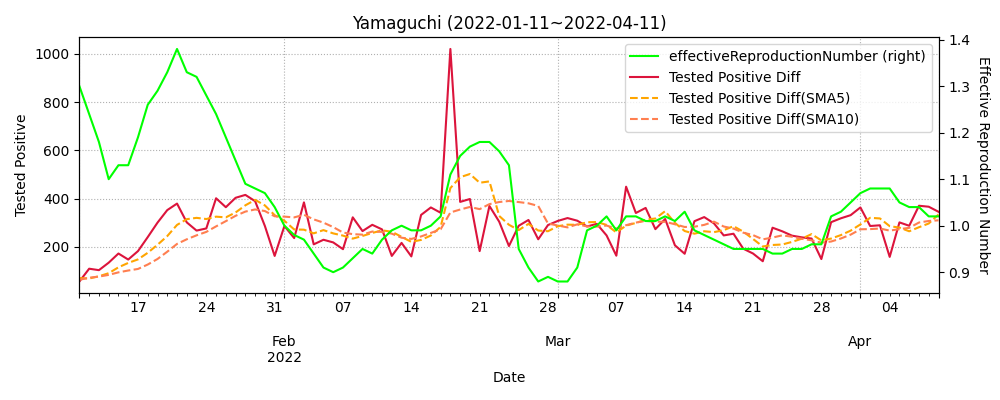 Yamaguchi (2022-01-11~2022-04-11)
effectiveReproductionNumber (right)
Tested Positive Diff
Tested Positive Diff(SMA5)
Tested Positive Diff(SMA10)
Tested Positive
1000
800
600
400
200
Effective Reproduction Number
1.4
1.3
1.2
1.1
1.0
0.9
17 24 31 07 14 21 28 07 14 21 28 04
Feb Mar Apr
2022
Date